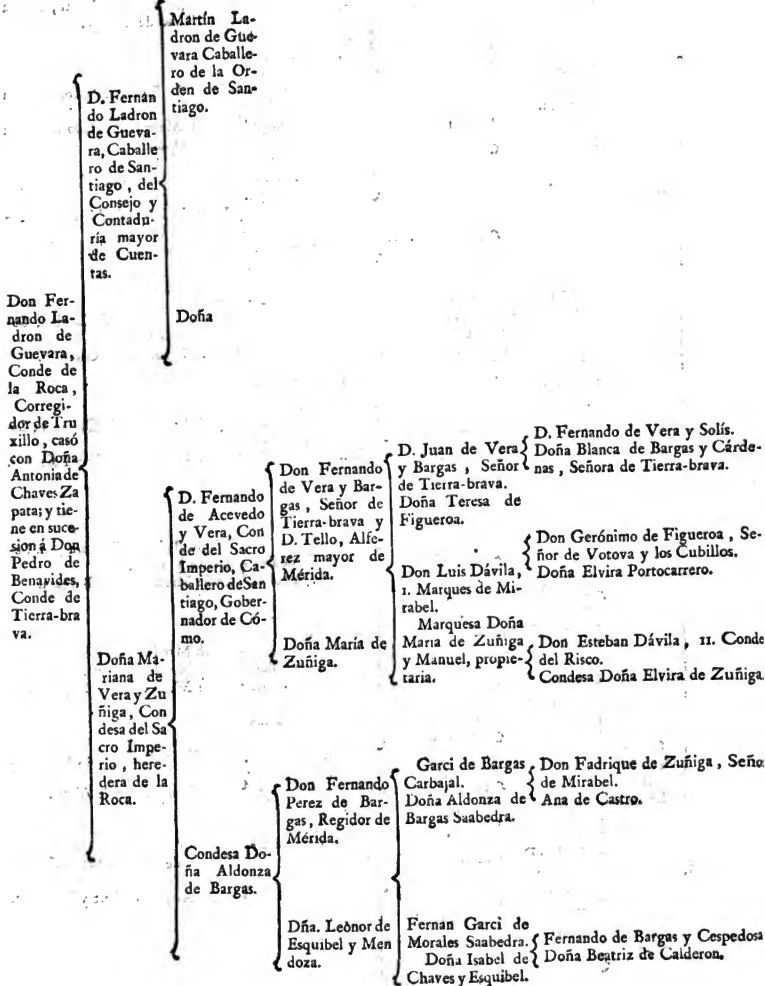 Don Fer-
nando La-
dron de
Guevara,
Conde de
la Roca,
Corregi-
dor de Tru
xillo, casó
con Doña
Antonia de
Chaves Za
pata; y tie-
ne en suce-
sion á Don
Pedro de
Benavides,
Conde de
Tierra-bra
va.
D. Fernan
do Ladron
de Gueva-
ra, Caballe
ro de San-
tiago, del
Consejo y
Contadu-
ría mayor
de Cuen-
tas.
Doña Ma-
riana de
Vera y Zu
ñiga, Con
desa del Sa
cro Impe-
rio, here-
dera de la
Roca.
Martín La-
dron de Gue-
vara Caballe-
ro de la Or-
den de San-
tiago.
Doña
D. Fernando
de Acevedo
y Vera, Con
de del Sacro
Imperio, Ca-
ballero de San
tiago, Gober-
nador de Có-
mo.
Condesa Do-
ña Aldonza
de Bargas.
Don Fernando
de Vera y Bar-
gas, Señor de
Tierra-brava y
D. Tello, Alfe-
rez mayor de
Mérida.
Doña María de
Zuñiga.
Don Fernando
Perez de Bar-
gas, Regidor de
Mérida.
Dña. Leonor de
Esquibel y Men
doza.
D. Juan de Vera
y Bargas, Señor
de Tierra-brava.
Doña Teresa de
Figueroa.
Don Luis Dávila,
1. Marques de Mi-
rabel.
Marquesa Doña
Maria de Zuñiga
y Manuel, propie-
taria.
Garci de Bargas
Carbajal.
Doña Aldonza de
Bargas Saabedra.
Fernan Garci de
Morales Saabedra.
Doña Isabel de
Chaves y Esquibel.
D. Fernando de Vera y Solís.
Doña Blanca de Bargas y Cárde-
nas, Señora de Tierra-brava.
Don Gerónimo de Figueroa, Se-
ñor de Votova y los Cubillos.
Doña Elvira Portocarrero.
Don Esteban Dávila, II. Conde
del Risco.
Condesa Doña Elvira de Zuñiga
Don Fadrique de Zuñiga, Seño
de Mirabel.
Ana de Castro.
Fernando de Bargas y Cespedosa
Doña Beatriz de Calderon.